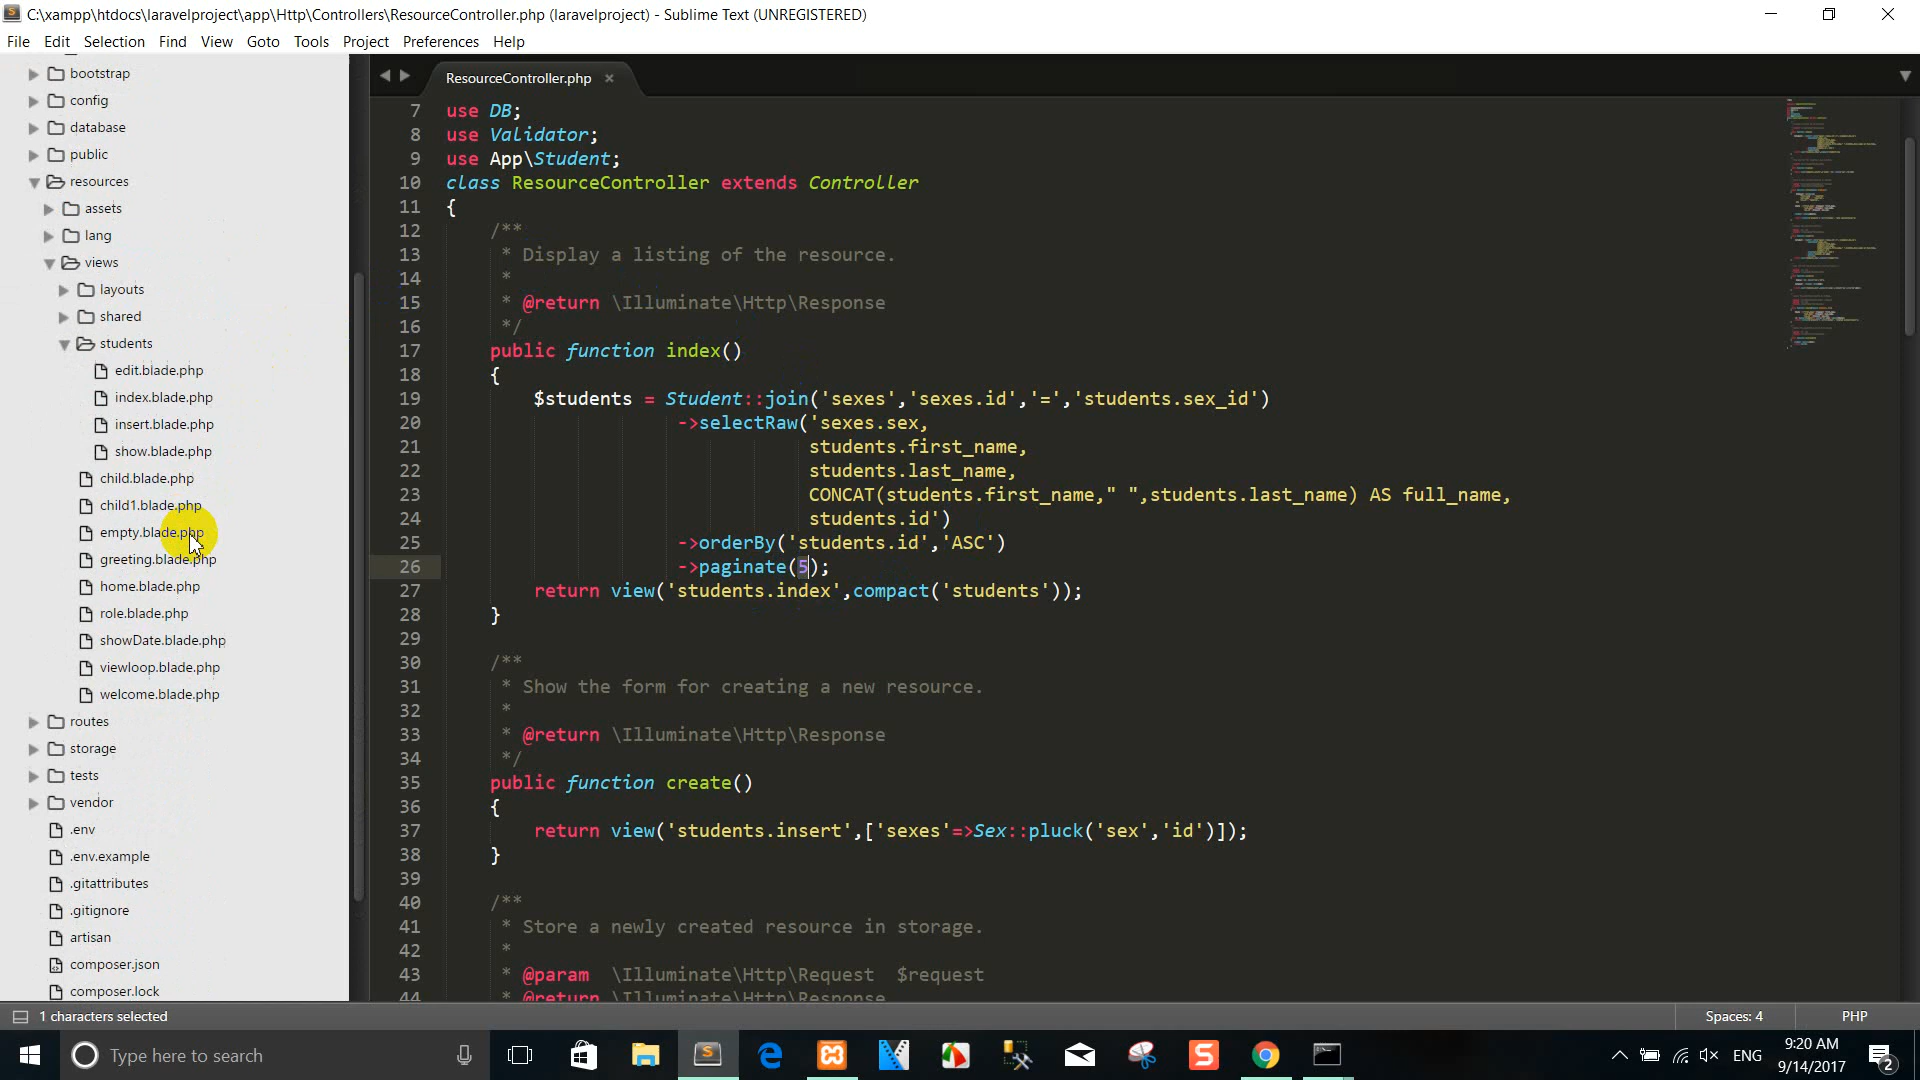 C:\xampp\htdocs\laravelproject\app\Http\Controllers\ResourceController.php (laravelproject) - Sublime Text (UNREGISTERED)
File Edit Selection Find View Goto Tools Project Preferences Help
bootstrap
config
database
public
resources
assets
lang
views
layouts
shared
students
edit.blade.php
index.blade.php
insert.blade.php
show.blade.php
child.blade.php
child1.blade.php
empty.blade.php
greeting.blade.php
home.blade.php
role.blade.php
showDate.blade.php
viewloop.blade.php
welcome.blade.php
routes
storage
tests
vendor
.env
.env.example
.gitattributes
.gitignore
artisan
composer.json
composer.lock
ResourceController.php ×
7 use DB;
8 use Validator;
9 use App\Student;
10 class ResourceController extends Controller
11 {
12 /**
13 * Display a listing of the resource.
14 *
15 * @return \Illuminate\Http\Response
16 */
17 public function index()
18 {
19 $students = Student::join('sexes','sexes.id','=','students.sex_id')
20 ->selectRaw('sexes.sex,
21 students.first_name,
22 students.last_name,
23 CONCAT(students.first_name," ",students.last_name) AS full_name,
24 students.id')
25 ->orderBy('students.id','ASC')
26 ->paginate(5);
27 return view('students.index',compact('students'));
28 }
29
30 /**
31 * Show the form for creating a new resource.
32 *
33 * @return \Illuminate\Http\Response
34 */
35 public function create()
36 {
37 return view('students.insert',['sexes'=>Sex::pluck('sex','id')]);
38 }
39
40 /**
41 * Store a newly created resource in storage.
42 *
43 * @param \Illuminate\Http\Request $request
44 * @return \Illuminate\Http\Response
1 characters selected
Spaces: 4
PHP
Type here to search
ENG
9:20 AM
9/14/2017
2